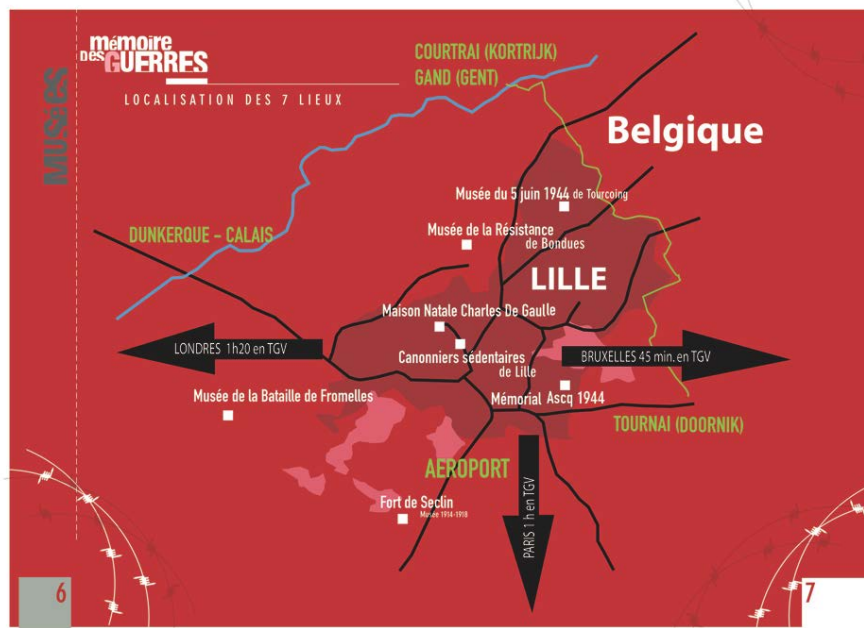 musées
mémoire
DES GUERRES
LOCALISATION DES 7 LIEUX
COURTRAI (KORTRIJK)
GAND (GENT)
Belgique
Musée du 5 juin 1944 de Tourcoing
DUNKERQUE - CALAIS
Musée de la Résistance
de Bondues
LILLE
Maison Natale Charles De Gaulle
LONDRES 1h20 en TGV
Canonniers sédentaires
de Lille
BRUXELLES 45 min. en TGV
Musée de la Bataille de Fromelles
Mémorial Ascq 1944
TOURNAI (DOORNIK)
AEROPORT
Fort de Seclin
Musée 1914-1918
PARIS 1 h en TGV
6
7